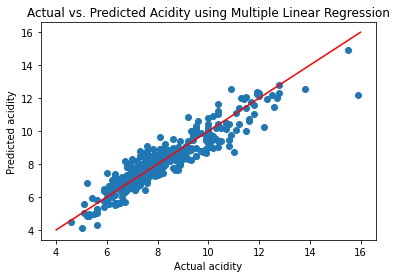 Actual vs. Predicted Acidity using Multiple Linear Regression
16
14
12
10
8
6
4
Predicted acidity
4 6 8 10 12 14 16
Actual acidity